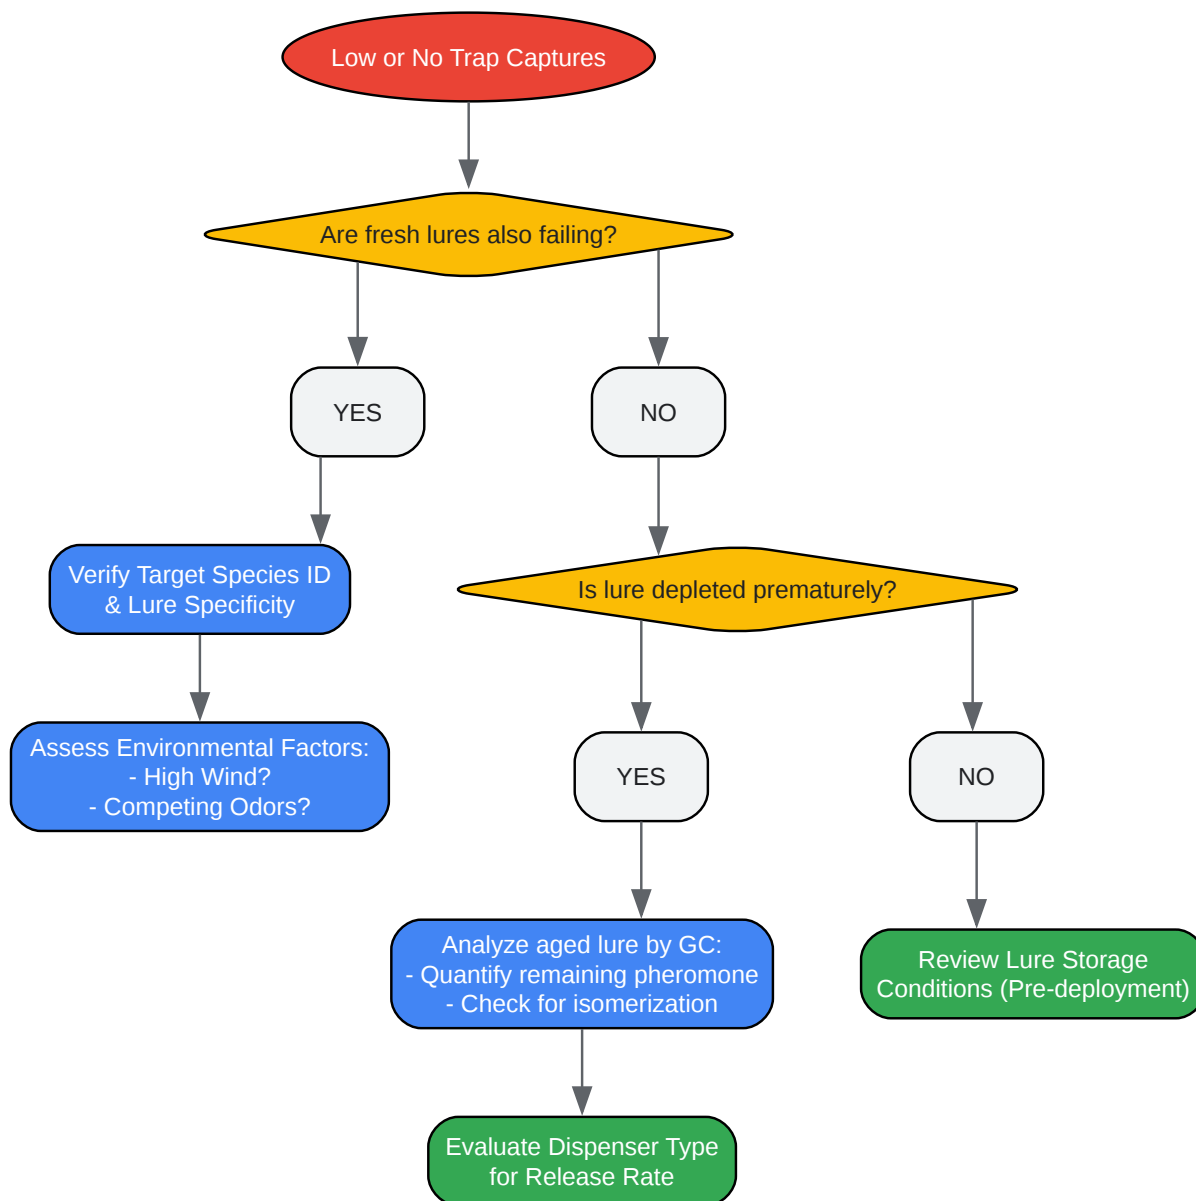 Low or No Trap Captures
Are fresh lures also failing?
YES
NO
Verify Target Species ID
& Lure Specificity
Is lure depleted prematurely?
Assess Environmental Factors:
- High Wind?
- Competing Odors?
YES
NO
Analyze aged lure by GC:
- Quantify remaining pheromone
- Check for isomerization
Review Lure Storage
Conditions (Pre-deployment)
Evaluate Dispenser Type
for Release Rate